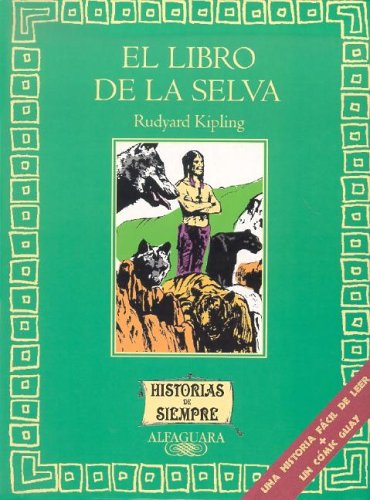 EL LIBRO
DE LA SELVA
Rudyard Kipling
HISTORIAS
DE
SIEMPRE
ALFAGUARA
UNA HISTORIA FÁCIL DE LEER
+
UN CÓMIC GUAY